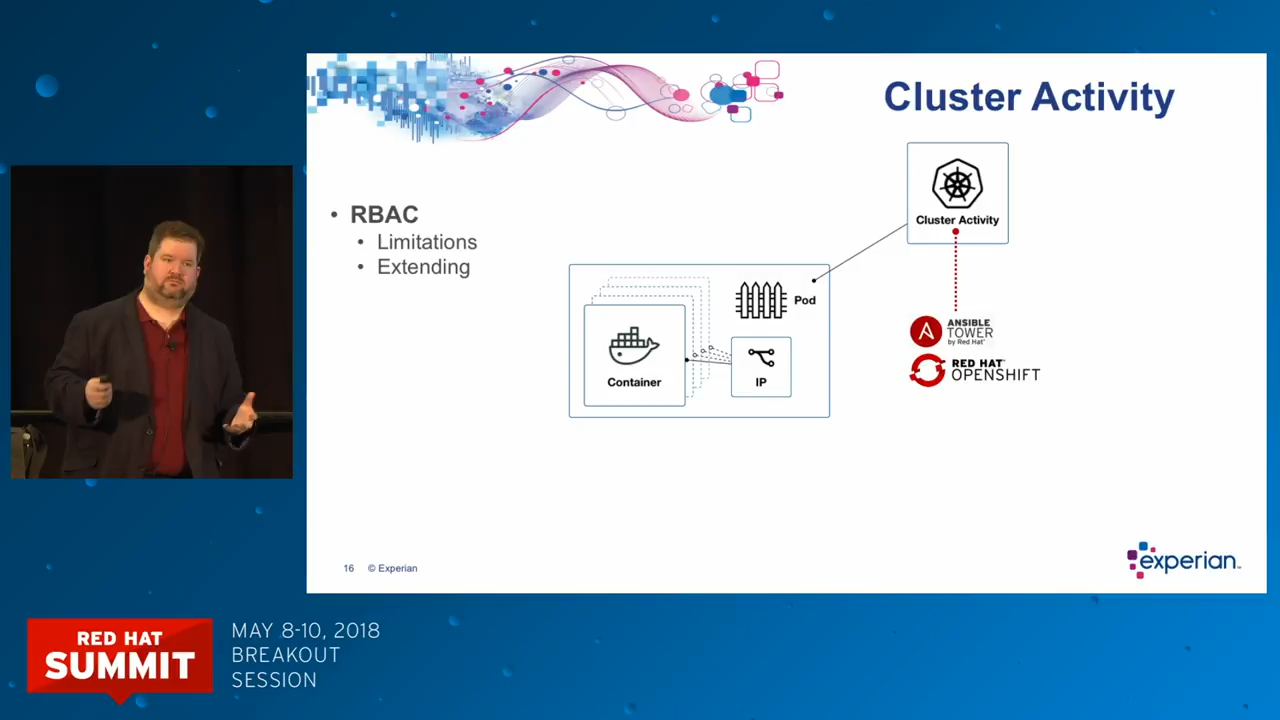 Cluster Activity
• RBAC
• Limitations
• Extending
Cluster Activity
Pod
Container
IP
ANSIBLE
TOWER
by Red Hat®
RED HAT®
OPENSHIFT
16 © Experian
experian™
RED HAT
SUMMIT
MAY 8-10, 2018
BREAKOUT
SESSION